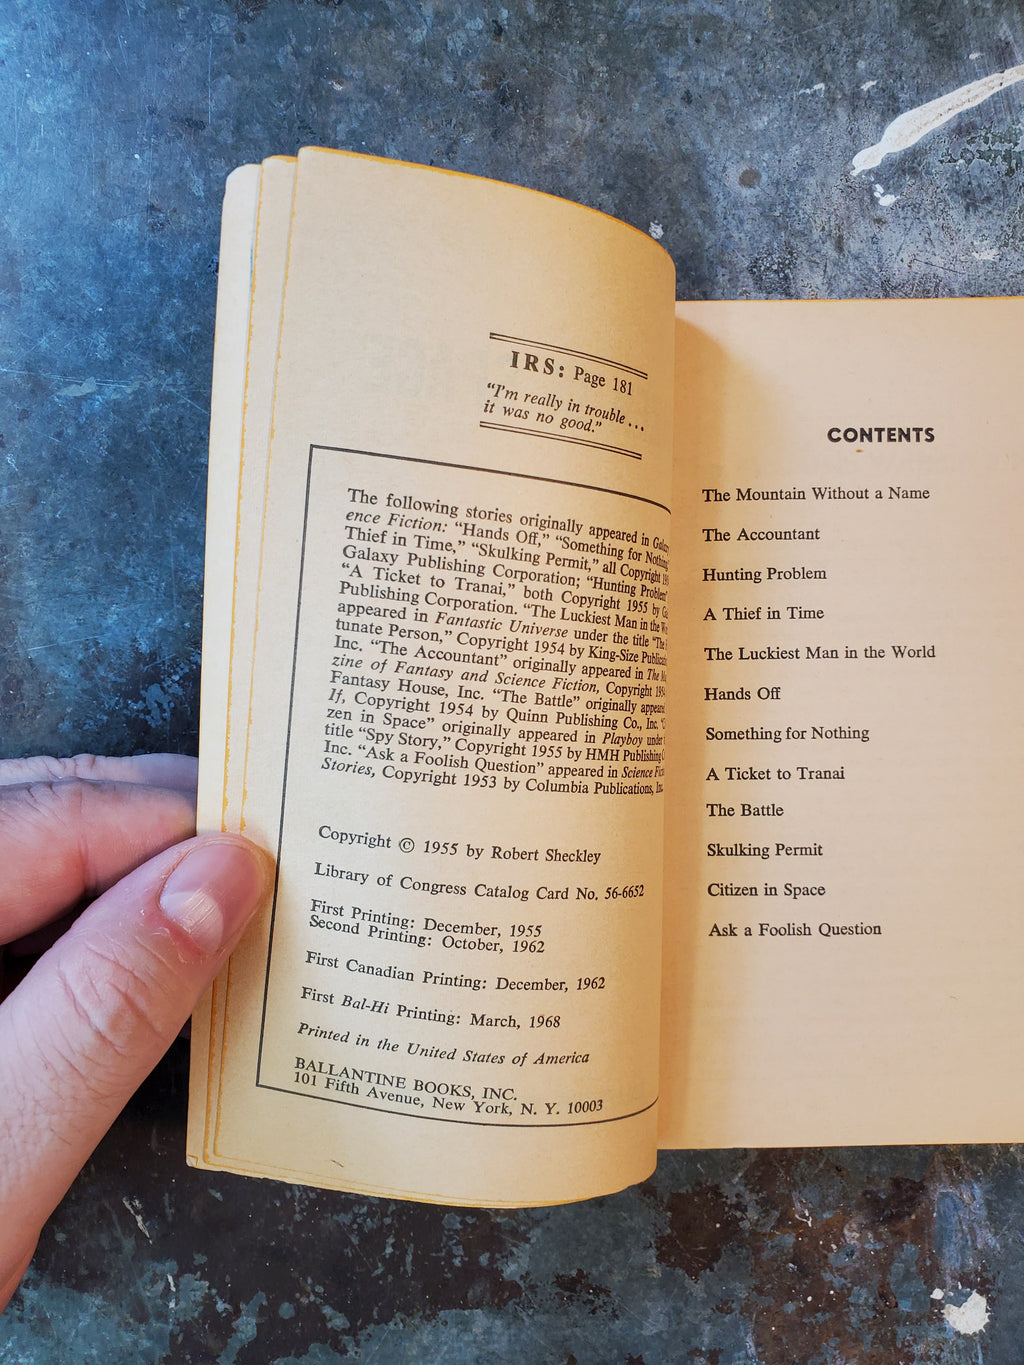 IRS: Page 181
"I'm really in trouble...
it was no good."
The following stories originally appeared in
ence Fiction: "Hands Off," "Something for Nothing
Thief in Time," "Skulking Permit," all Copyright
Galaxy Publishing Corporation; "Hunting Problem"
"A Ticket to Tranai," both Copyright 1955 by
Publishing Corporation. "The Luckiest Man in the
appeared in Fantastic Universe under the title "The
tunate Person," Copyright 1954 by King-Size
Inc. "The Accountant" originally appeared in The
zine of Fantasy and Science Fiction, Copyright
Fantasy House, Inc. "The Battle" originally appeared
If, Copyright 1954 by Quinn Publishing Co., Inc.
zen in Space" originally appeared in Playboy under
title "Spy Story," Copyright 1955 by HMH Publishing
Inc. "Ask a Foolish Question" appeared in Science
Stories, Copyright 1953 by Columbia Publications, Inc.
Copyright © 1955 by Robert Sheckley
Library of Congress Catalog Card No. 56-6652
First Printing: December, 1955
Second Printing: October, 1962
First Canadian Printing: December, 1962
First Bal-Hi Printing: March, 1968
Printed in the United States of America
BALLANTINE BOOKS, INC.
101 Fifth Avenue, New York, N. Y. 10003
CONTENTS
The Mountain Without a Name
The Accountant
Hunting Problem
A Thief in Time
The Luckiest Man in the World
Hands Off
Something for Nothing
A Ticket to Tranai
The Battle
Skulking Permit
Citizen in Space
Ask a Foolish Question